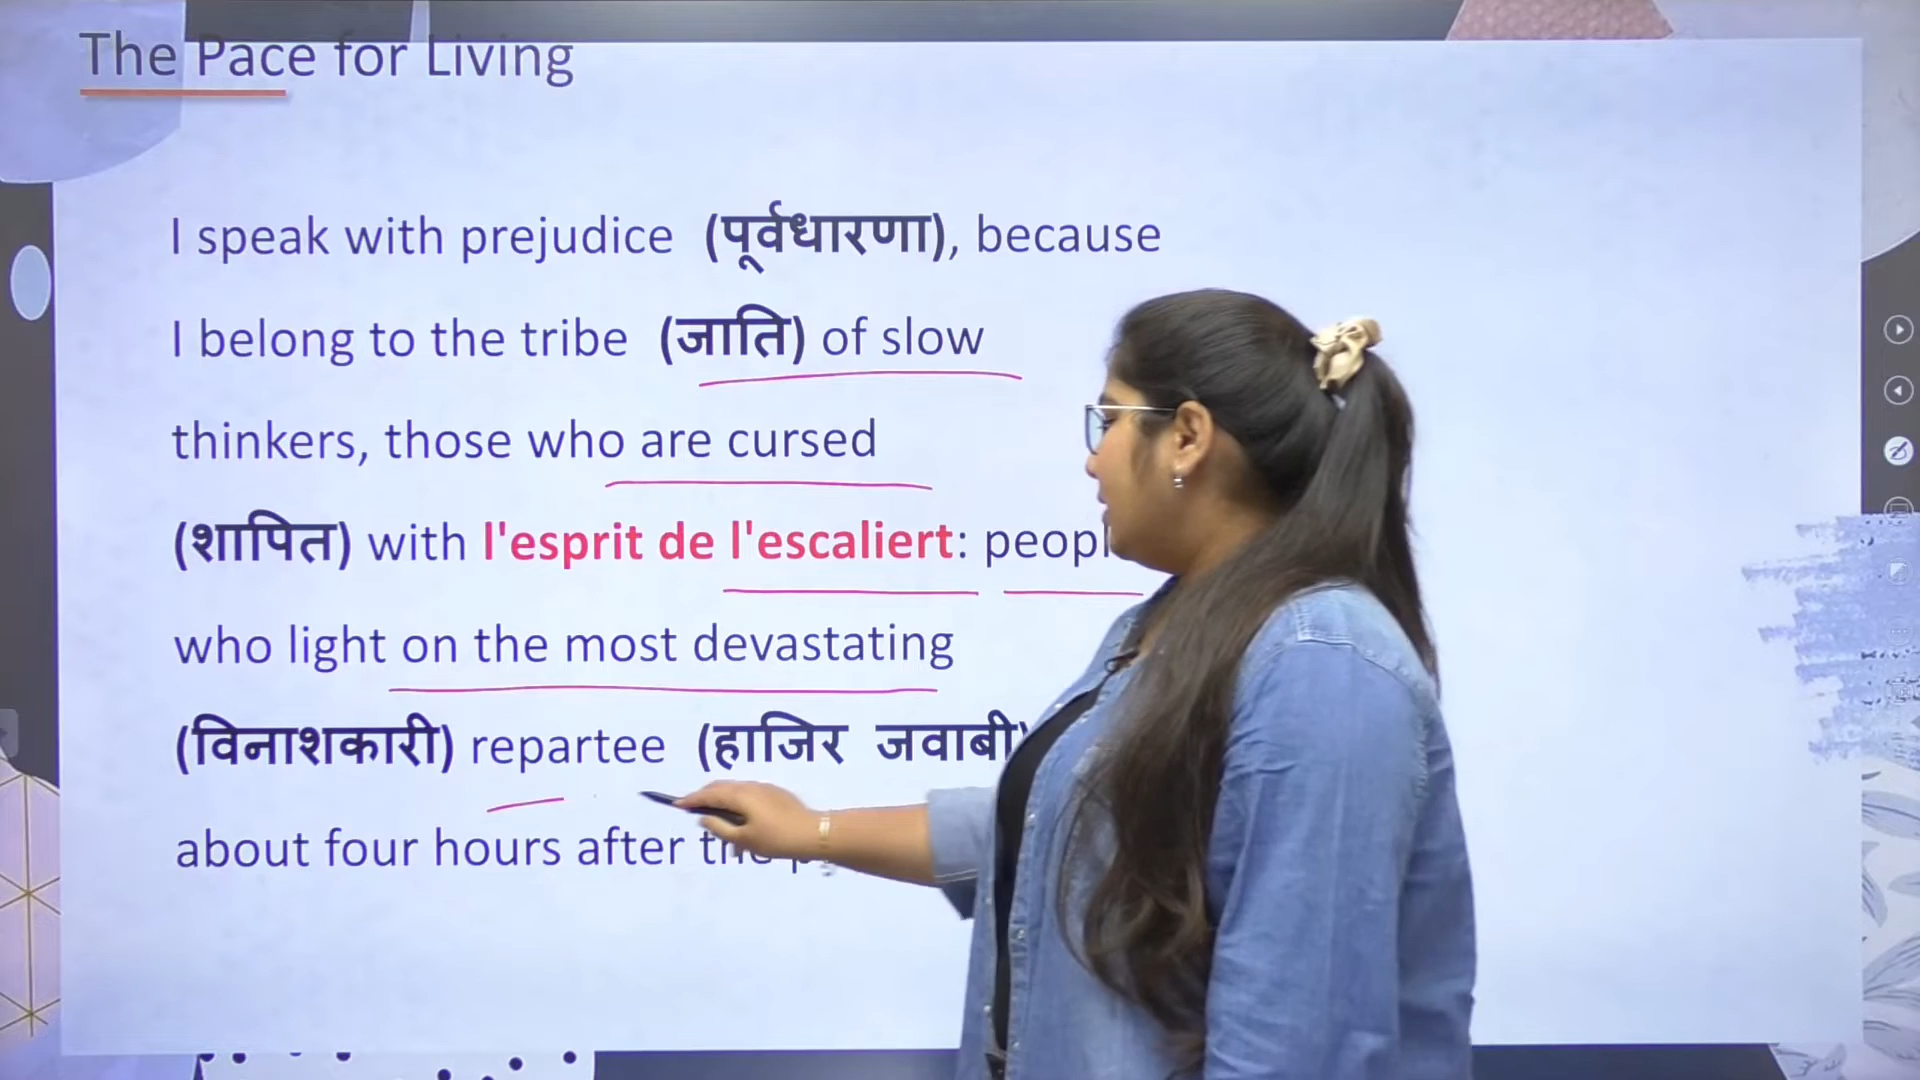 The Pace for Living
I speak with prejudice (पूर्वधारणा), because
I belong to the tribe (जाति) of slow
thinkers, those who are cursed
(शापित) with l'esprit de l'escaliert:
who light on the most devastating
(विनाशकारी) repartee (हाजिर जवाबी)
about four hours after